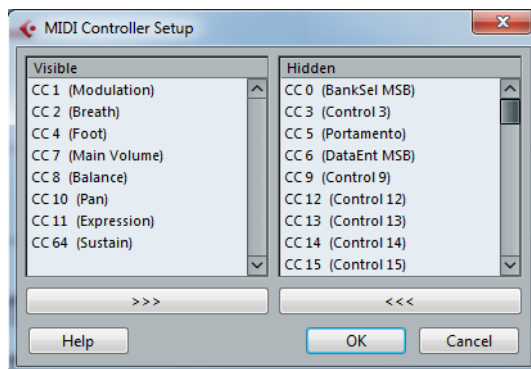 MIDI Controller Setup
Visible
CC 1 (Modulation)
CC 2 (Breath)
CC 4 (Foot)
CC 7 (Main Volume)
CC 8 (Balance)
CC 10 (Pan)
CC 11 (Expression)
CC 64 (Sustain)
>>>
Hidden
CC 0 (BankSel MSB)
CC 3 (Control 3)
CC 5 (Portamento)
CC 6 (DataEnt MSB)
CC 9 (Control 9)
CC 12 (Control 12)
CC 13 (Control 13)
CC 14 (Control 14)
CC 15 (Control 15)
<<<
Help
OK
Cancel